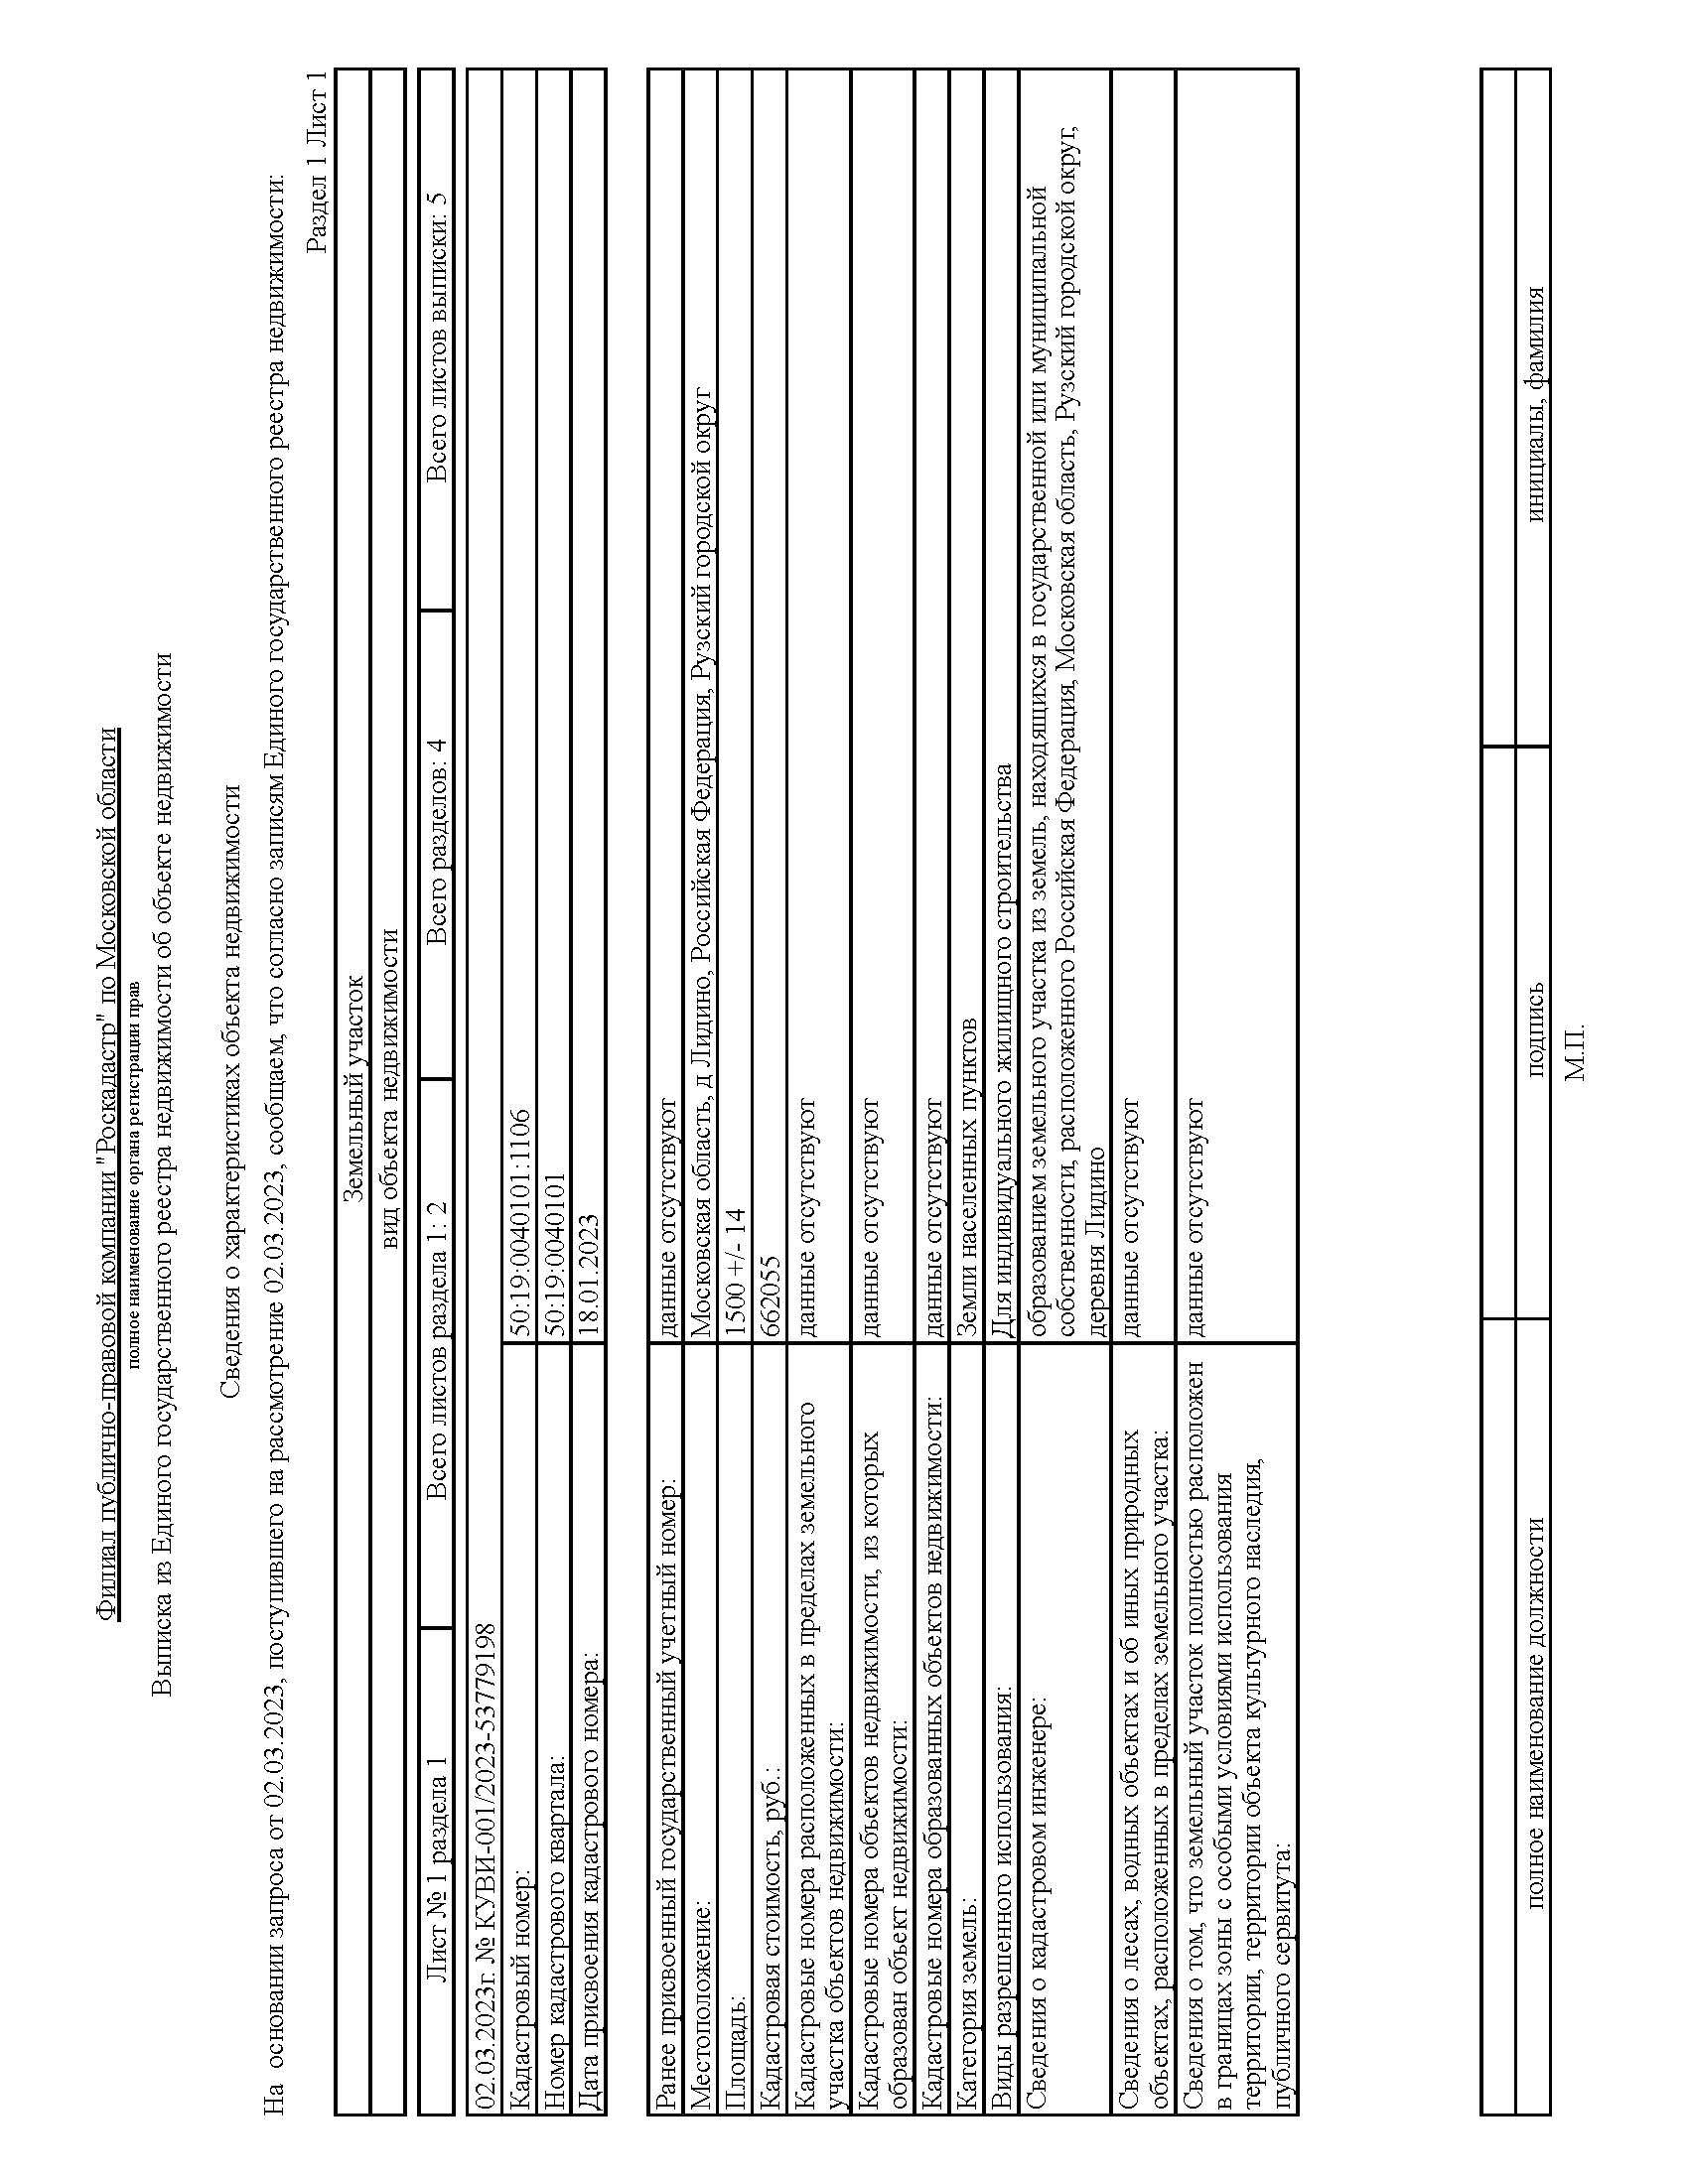 Филиал публично-правовой компании "Роскадастр" по Московской области
полное наименование органа регистрации прав
Выписка из Единого государственного реестра недвижимости об объекте недвижимости
Сведения о характеристиках объекта недвижимости
На основании запроса от 02.03.2023, поступившего на рассмотрение 02.03.2023, сообщаем, что согласно записям Единого государственного реестра недвижимости:
Раздел 1 Лист 1
Земельный участок
вид объекта недвижимости
Лист № 1 раздела 1 Всего листов раздела 1: 2 Всего разделов: 4 Всего листов выписки: 5
02.03.2023г. № КУВИ-001/2023-53779198
Кадастровый номер: 50:19:0040101:1106
Номер кадастрового квартала: 50:19:0040101
Дата присвоения кадастрового номера: 18.01.2023
Ранее присвоенный государственный учетный номер: данные отсутствуют
Местоположение: Московская область, д Лидино, Российская Федерация, Рузский городской округ
Площадь: 1500 +/- 14
Кадастровая стоимость, руб.: 662055
Кадастровые номера расположенных в пределах земельного
участка объектов недвижимости:
данные отсутствуют
Кадастровые номера объектов недвижимости, из которых
образован объект недвижимости:
данные отсутствуют
Кадастровые номера образованных объектов недвижимости: данные отсутствуют
Категория земель: Земли населенных пунктов
Виды разрешенного использования: Для индивидуального жилищного строительства
Сведения о кадастровом инженере:
образованием земельного участка из земель, находящихся в государственной или муниципальной
собственности, расположенного Российская Федерация, Московская область, Рузский городской округ,
деревня Лидино
Сведения о лесах, водных объектах и об иных природных
объектах, расположенных в пределах земельного участка:
данные отсутствуют
Сведения о том, что земельный участок полностью расположен
в границах зоны с особыми условиями использования
территории, территории объекта культурного наследия,
публичного сервитута:
данные отсутствуют
полное наименование должности подпись инициалы, фамилия
М.П.